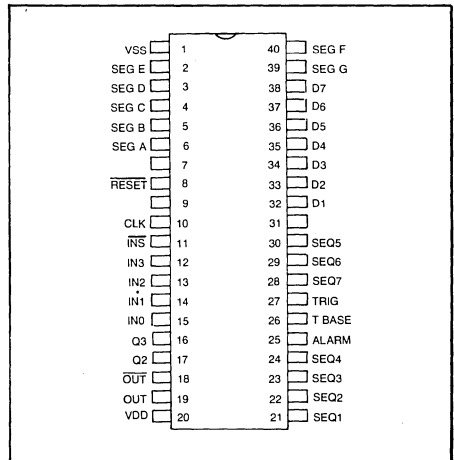 VSS 1 40 SEG F
SEG E 2 39 SEG G
SEG D 3 38 D7
SEG C 4 37 D6
SEG B 5 36 D5
SEG A 6 35 D4
7 34 D3
RESET 8 33 D2
9 32 D1
CLK 10 31
INS 11 30 SEQ5
IN3 12 29 SEQ6
IN2 13 28 SEQ7
IN1 14 27 TRIG
IN0 15 26 T BASE
Q3 16 25 ALARM
Q2 17 24 SEQ4
OUT 18 23 SEQ3
OUT 19 22 SEQ2
VDD 20 21 SEQ1